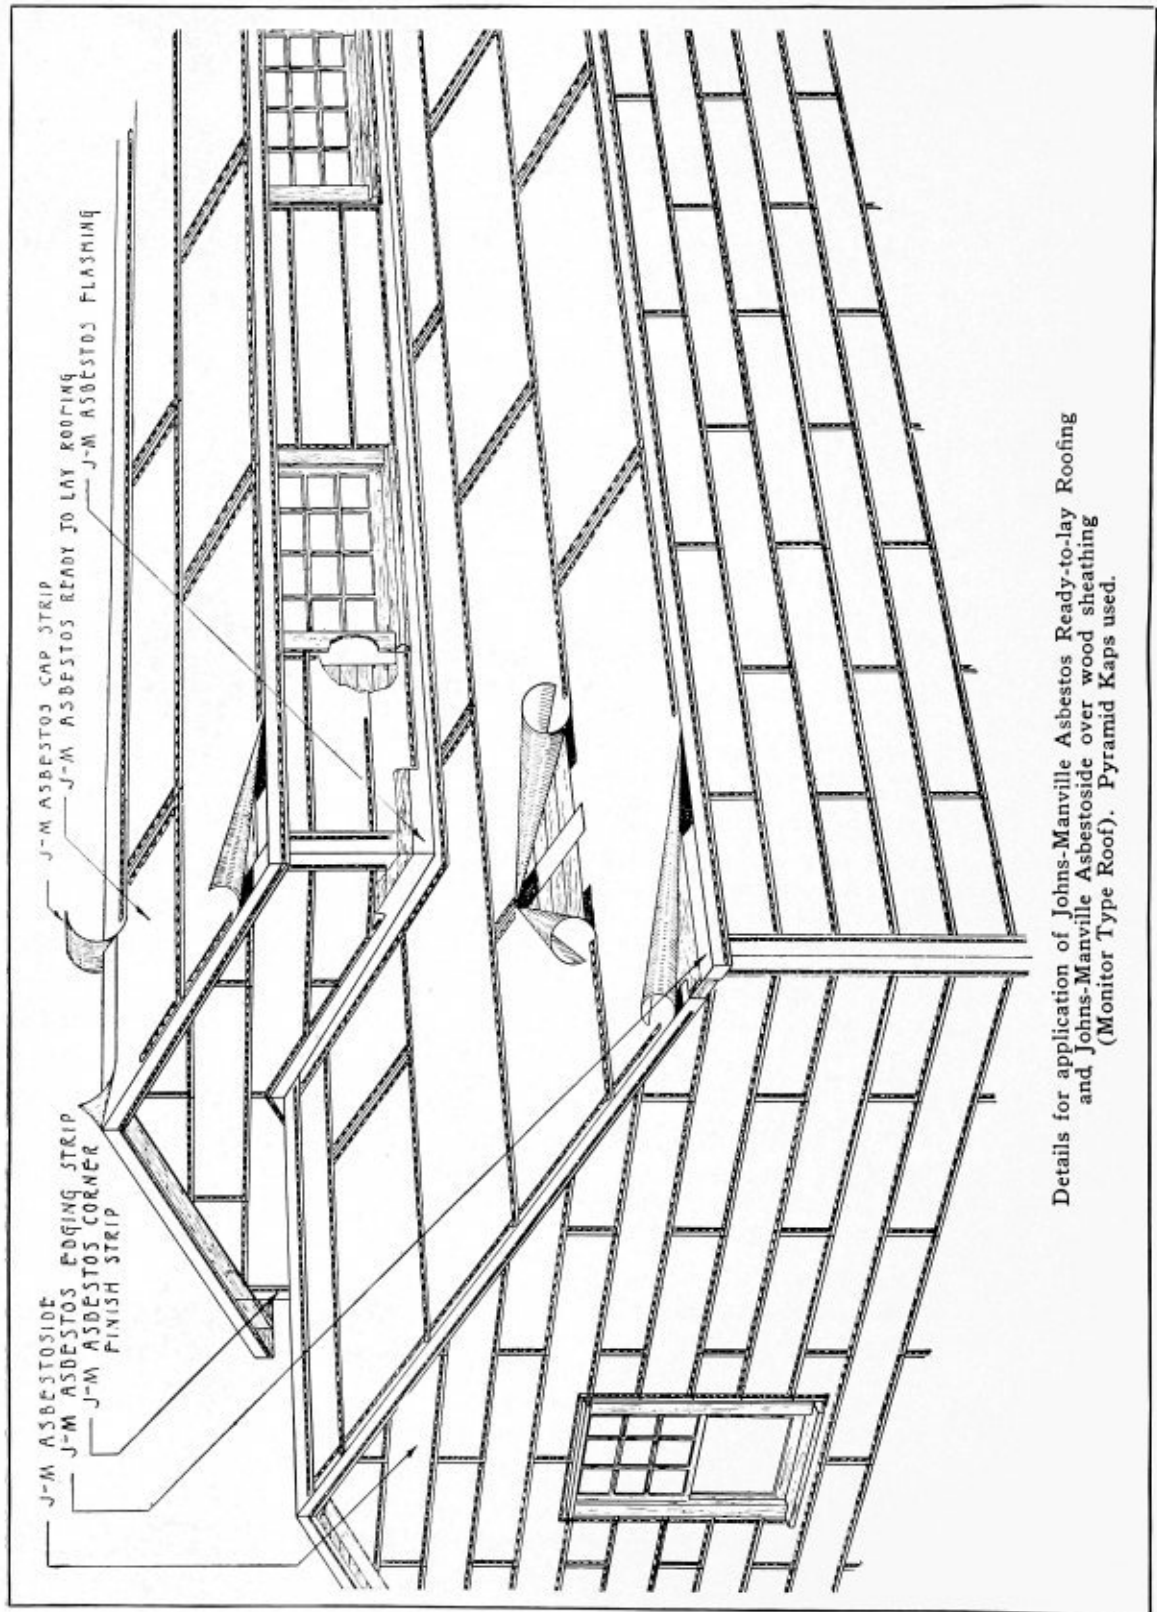 J-M ASBESTOSIDE
J-M ASBESTOS EDGING STRIP
J-M ASBESTOS CORNER
FINISH STRIP
J-M ASBESTOS CAP STRIP
J-M ASBESTOS READY TO LAY ROOFING
J-M ASBESTOS FLASHING
Details for application of Johns-Manville Asbestos Ready-to-lay Roofing
and Johns-Manville Asbestoside over wood sheathing
(Monitor Type Roof). Pyramid Kaps used.